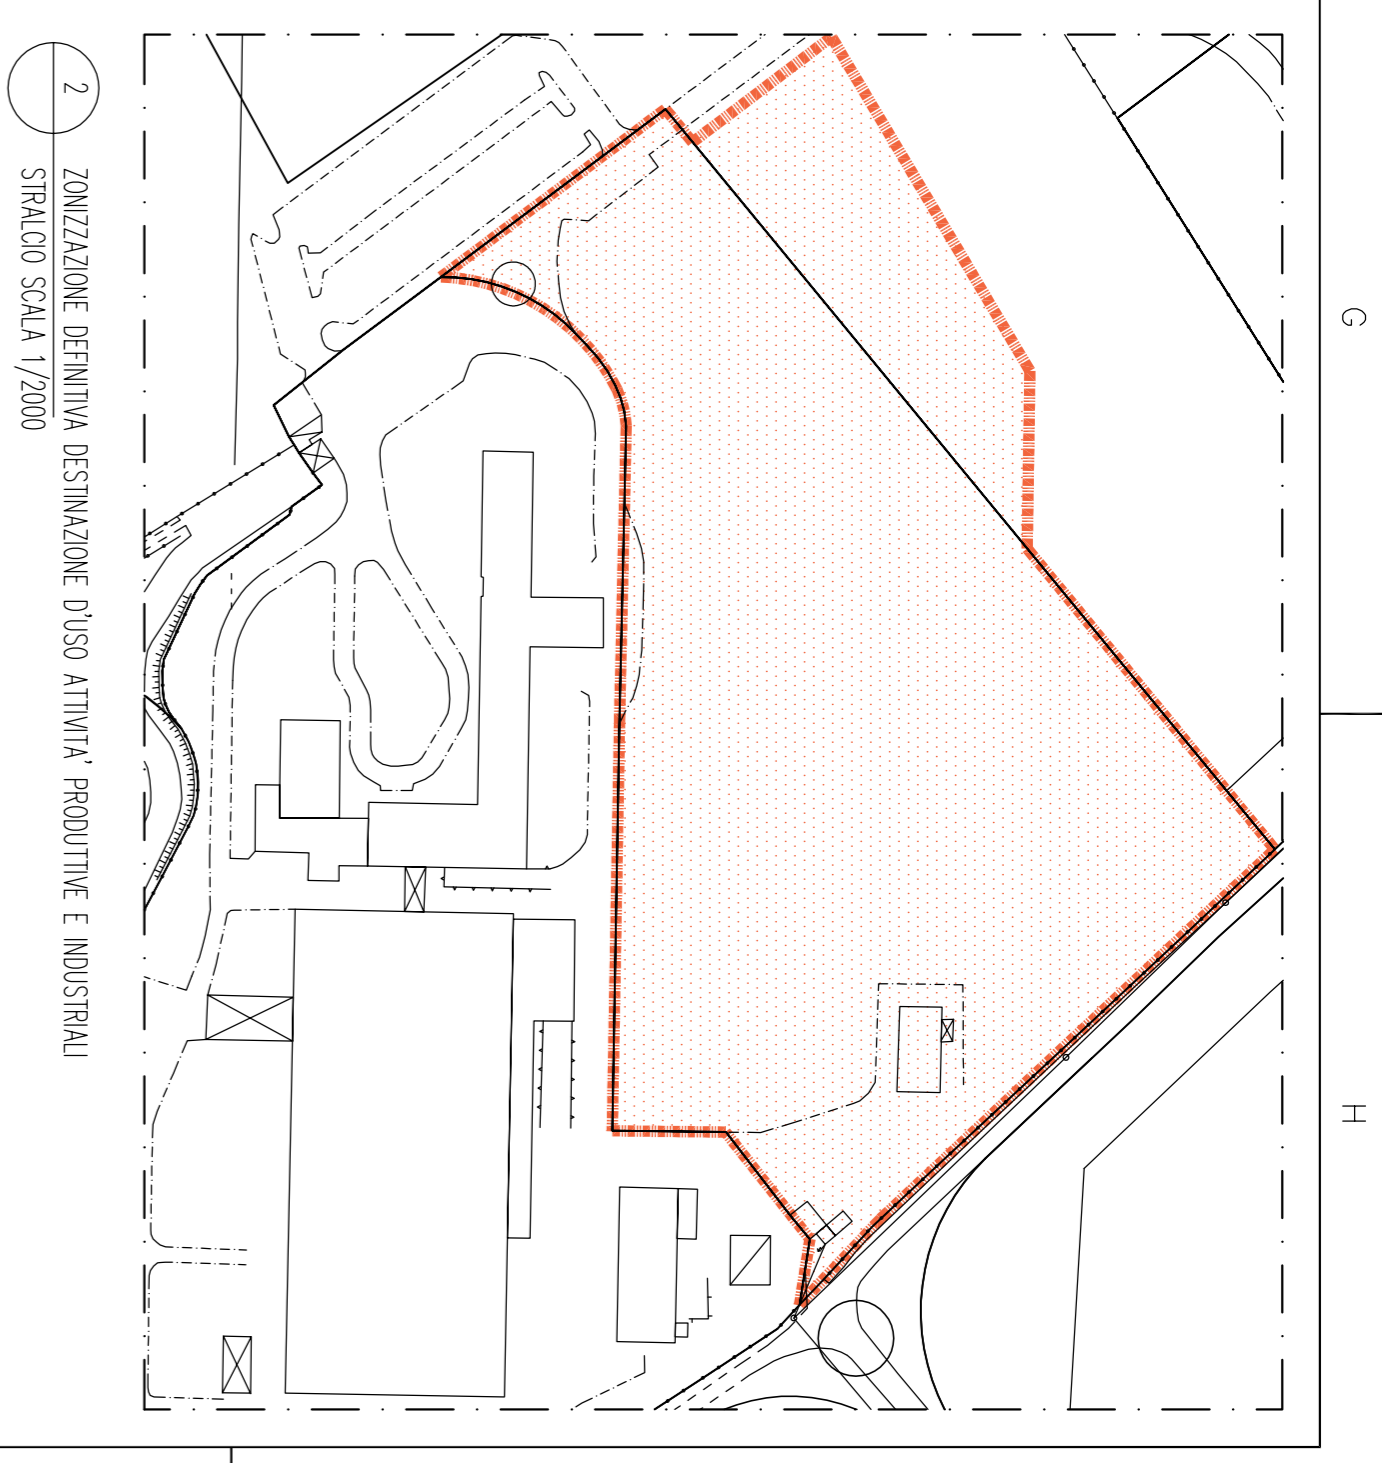 2
ZONIZZAZIONE DEFINITIVA DESTINAZIONE D'USO ATTIVITA' PRODUTTIVE E INDUSTRIALI
STRALCIO SCALA 1/2000
G
H